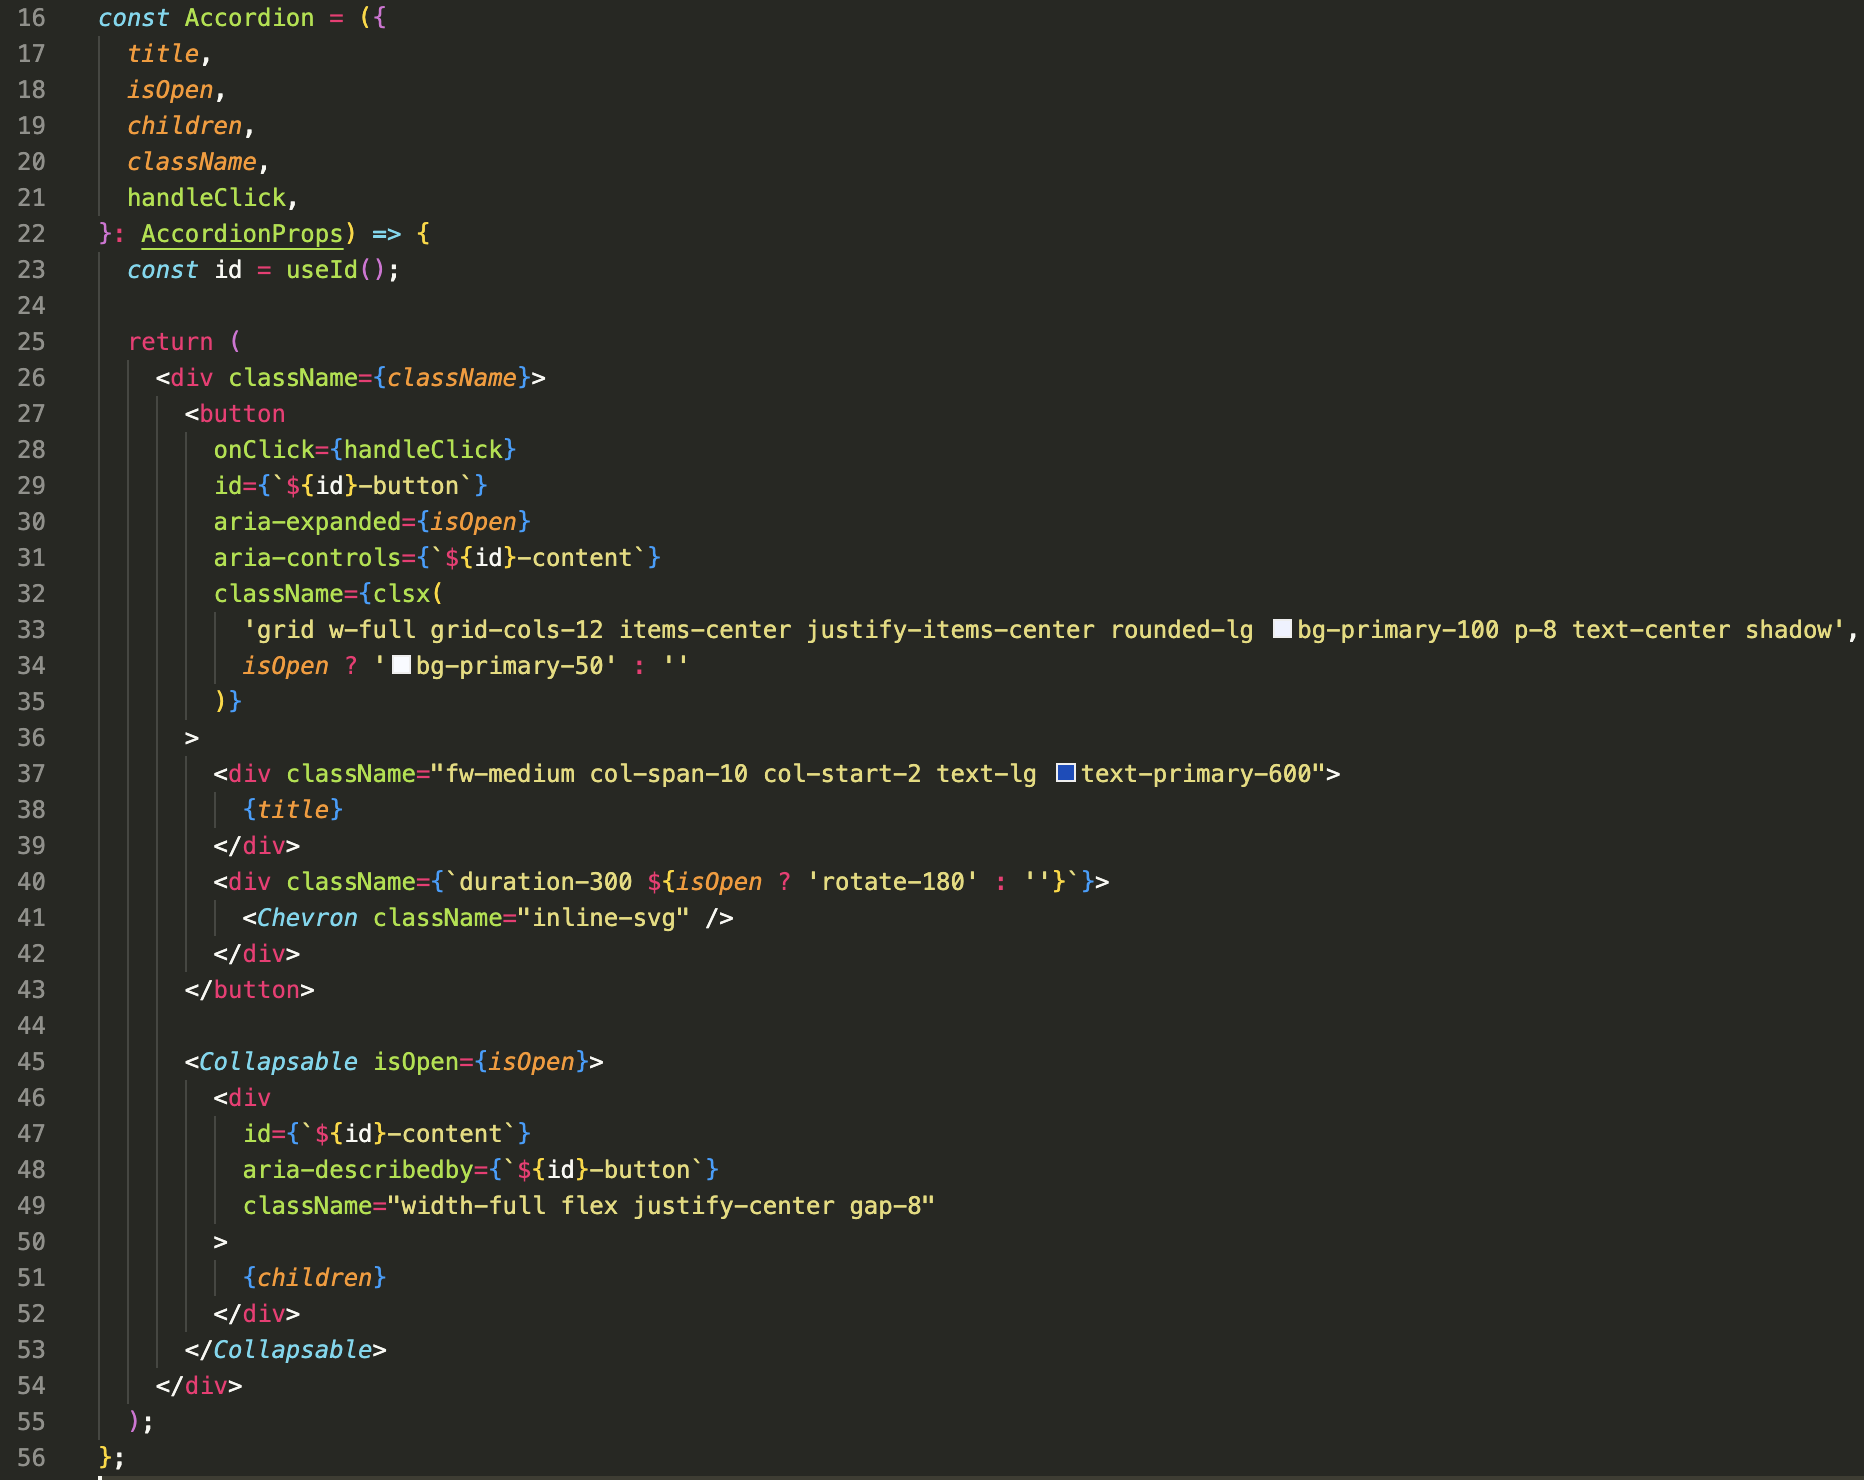 16 const Accordion = ({
17   title,
18   isOpen,
19   children,
20   className,
21   handleClick,
22 }: AccordionProps) => {
23   const id = useId();
24
25   return (
26     <div className={className}>
27       <button
28         onClick={handleClick}
29         id={`${id}-button`}
30         aria-expanded={isOpen}
31         aria-controls={`${id}-content`}
32         className={clsx(
33           'grid w-full grid-cols-12 items-center justify-items-center rounded-lg bg-primary-100 p-8 text-center shadow',
34           isOpen ? 'bg-primary-50' : ''
35         )}
36       >
37         <div className="fw-medium col-span-10 col-start-2 text-lg text-primary-600">
38           {title}
39         </div>
40         <div className={`duration-300 ${isOpen ? 'rotate-180' : ''}`}>
41           <Chevron className="inline-svg" />
42         </div>
43       </button>
44
45       <Collapsable isOpen={isOpen}>
46         <div
47           id={`${id}-content`}
48           aria-describedby={`${id}-button`}
49           className="width-full flex justify-center gap-8"
50         >
51           {children}
52         </div>
53       </Collapsable>
54     </div>
55   );
56 };